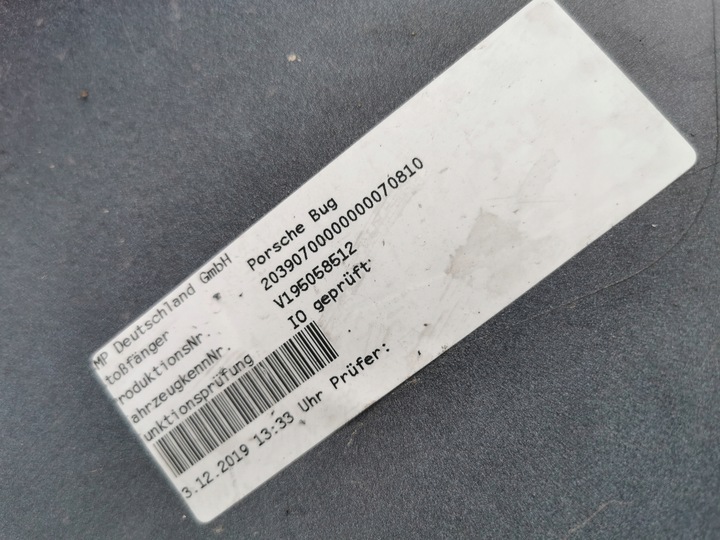 MP Deutschland GmbH
toßfänger Porsche Bug
roduktionsNr. 20390700000000000070810
ahrzeugkennNr. V195058512
unktionsprüfung IO geprüft
3.12.2019 13:33 Uhr Prüfer: